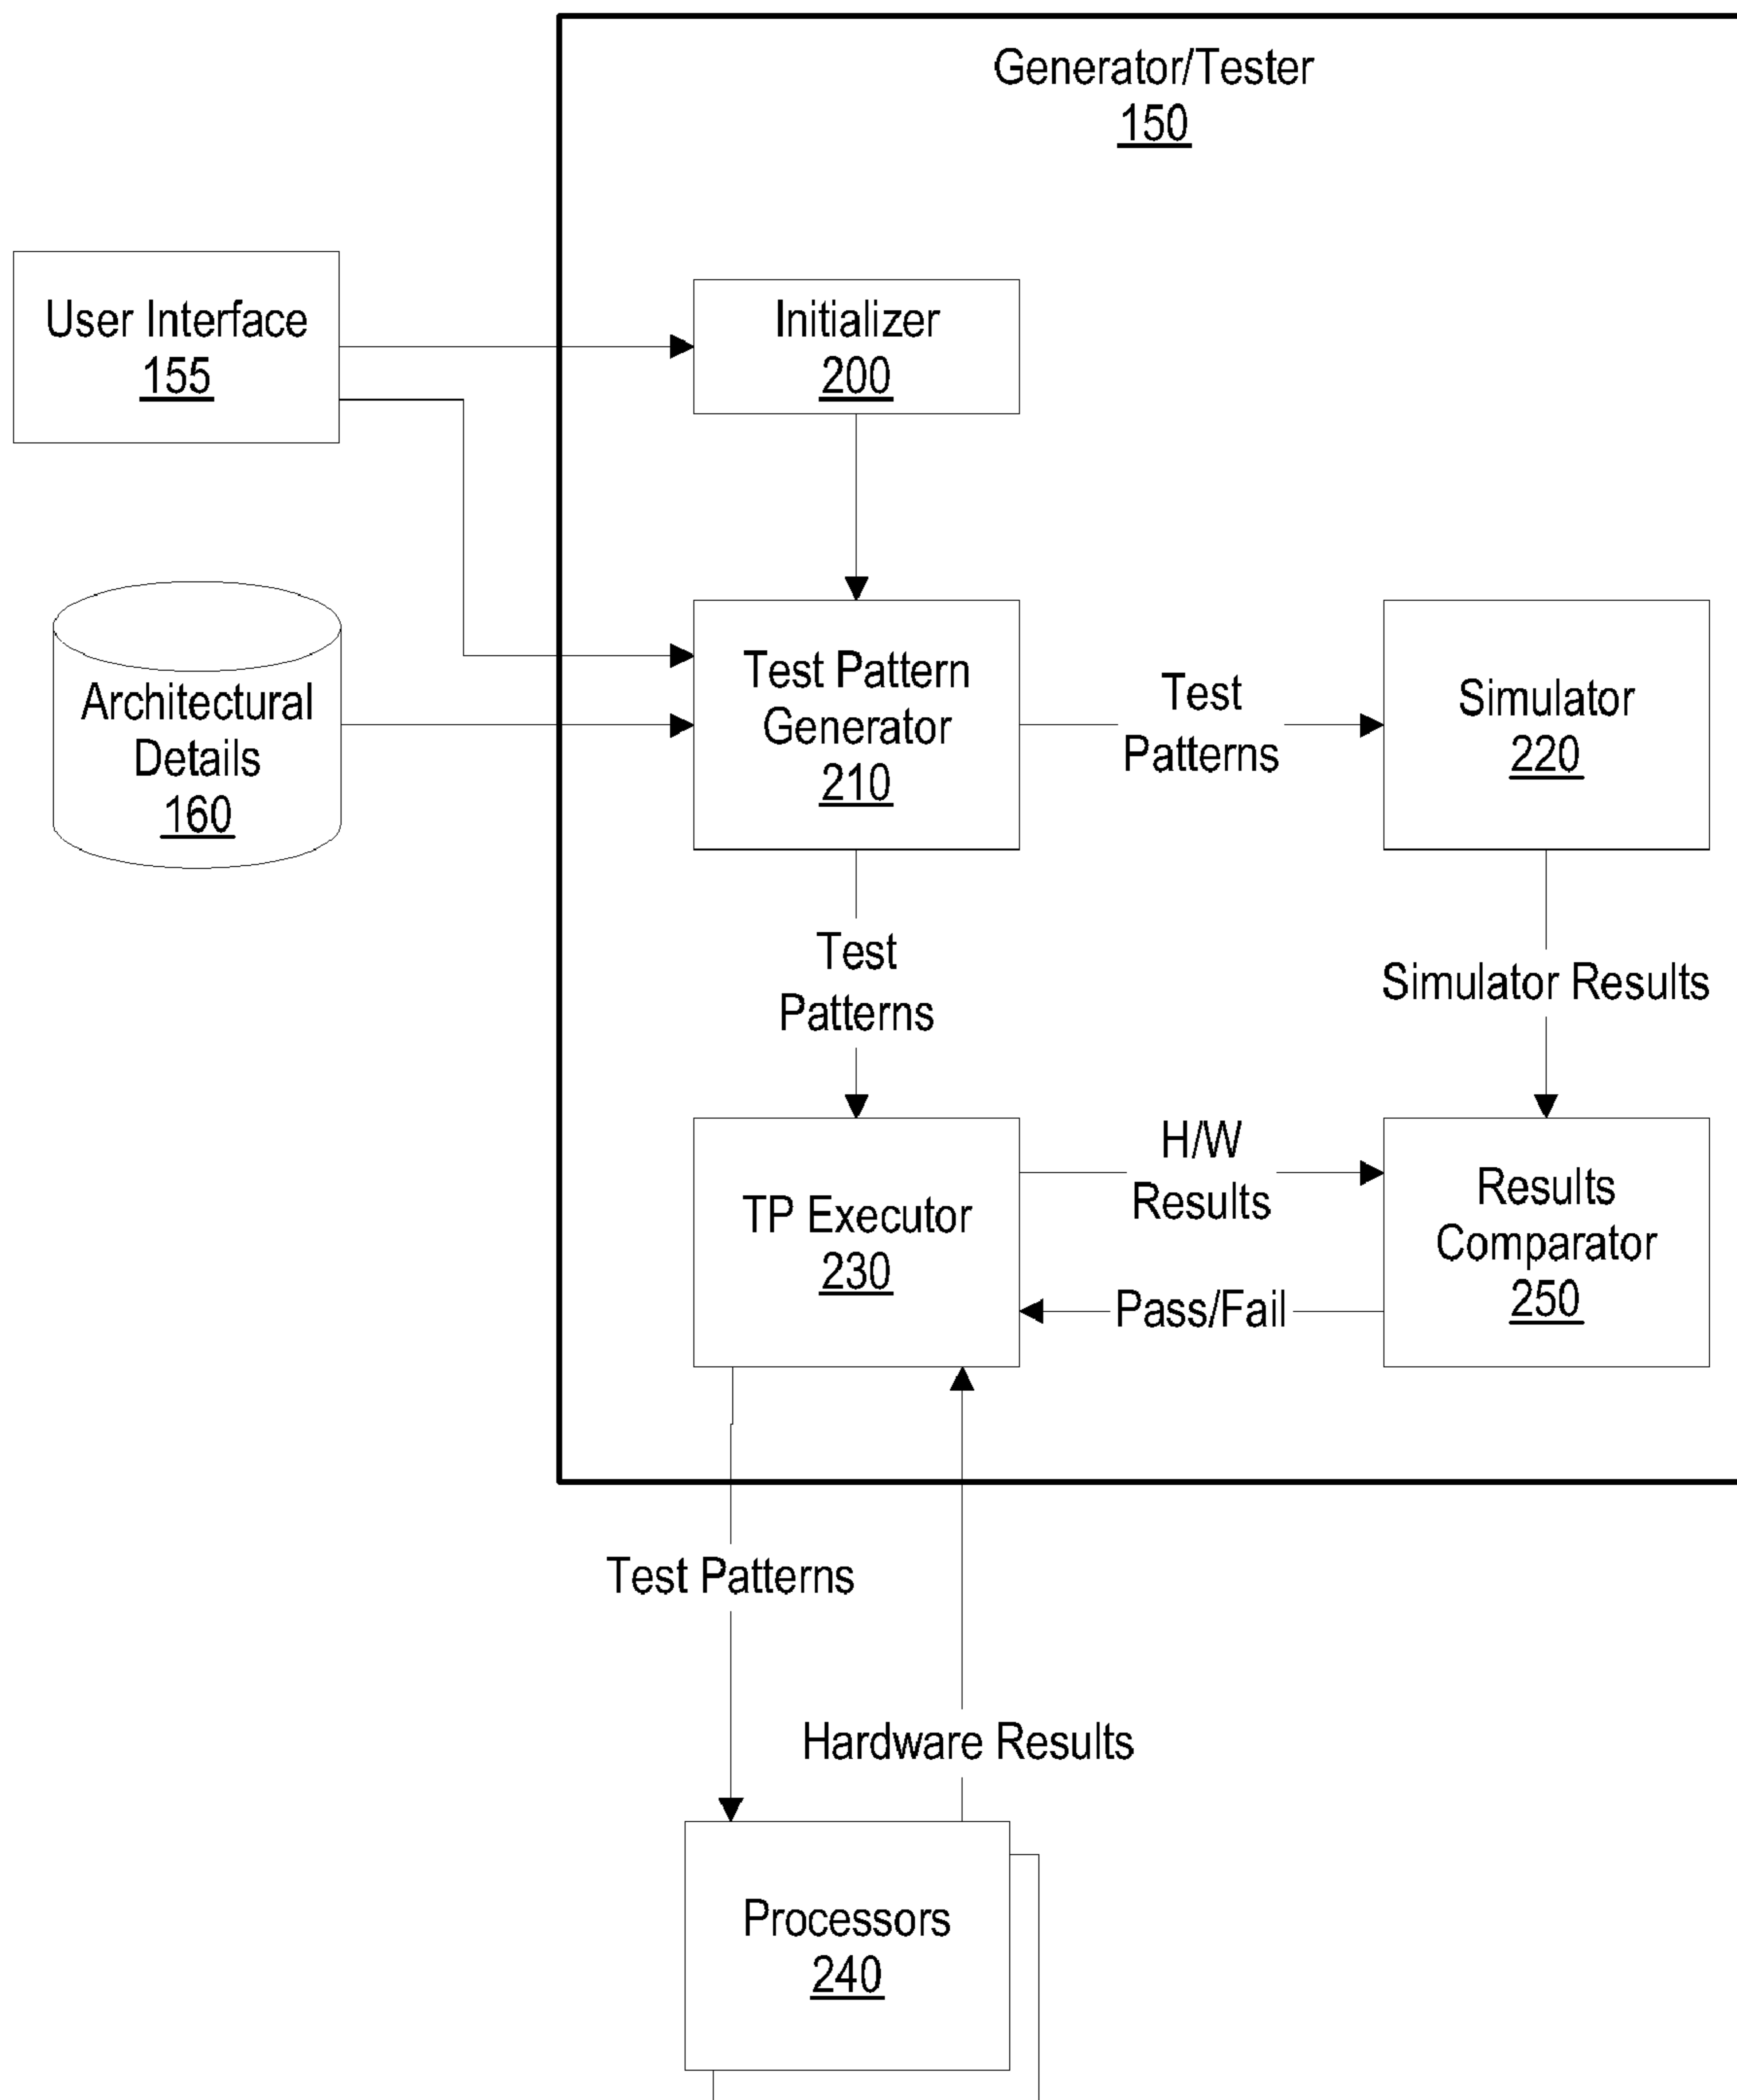 Generator/Tester
150
User Interface
155
Initializer
200
Architectural
Details
160
Test Pattern
Generator
210
Test
Patterns
Simulator
220
Test
Patterns
Simulator Results
TP Executor
230
H/W
Results
Pass/Fail
Results
Comparator
250
Test Patterns
Hardware Results
Processors
240